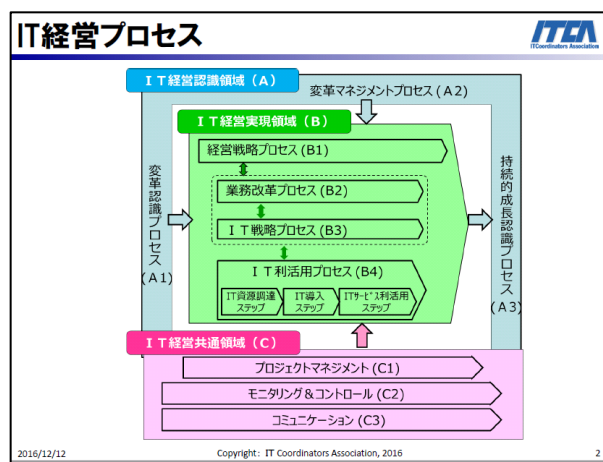 IT経営プロセス
ITCA
ITCoordinators Association
IT経営認識領域（A）
変革マネジメントプロセス(A2)
IT経営実現領域（B）
経営戦略プロセス(B1)
業務改革プロセス(B2)
IT戦略プロセス(B3)
IT利活用プロセス(B4)
IT資源調達
ステップ
IT導入
ステップ
ITサービス利活用
ステップ
変革認識プロセス
(A1)
持続的成長認識プロセス
(A3)
IT経営共通領域（C）
プロジェクトマネジメント(C1)
モニタリング＆コントロール(C2)
コミュニケーション(C3)
2016/12/12
Copyright: IT Coordinators Association, 2016
2